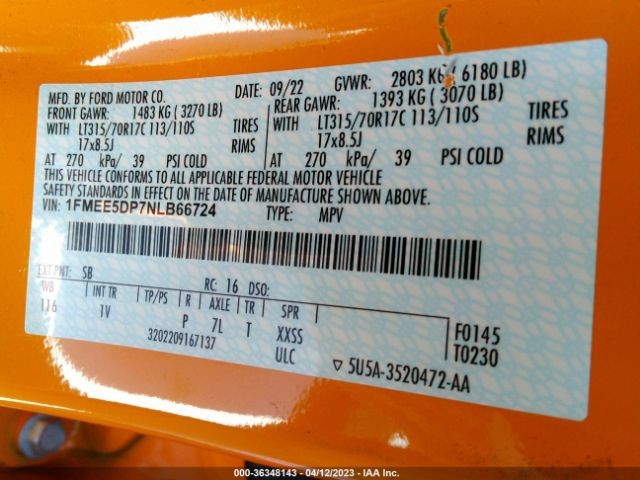 MFD. BY FORD MOTOR CO.
DATE: 09/22 GVWR: 2803 KG ( 6180 LB)
FRONT GAWR: 1483 KG ( 3270 LB)
REAR GAWR: 1393 KG ( 3070 LB)
WITH LT315/70R17C 113/110S TIRES
WITH LT315/70R17C 113/110S TIRES
17x8.5J RIMS
17x8.5J RIMS
AT 270 kPa/ 39 PSI COLD
AT 270 kPa/ 39 PSI COLD
THIS VEHICLE CONFORMS TO ALL APPLICABLE FEDERAL MOTOR VEHICLE
SAFETY STANDARDS IN EFFECT ON THE DATE OF MANUFACTURE SHOWN ABOVE.
VIN: 1FMEE5DP7NLB66724 TYPE: MPV
EXT PNT: SB RC: 16 DSO:
WB INT TR TP/PS R AXLE TR SPR
116 1V P 7L T XXSS
3202209167137 ULC
F0145
T0230
5U5A-3520472-AA
000-36348143 - 04/12/2023 - IAA Inc.